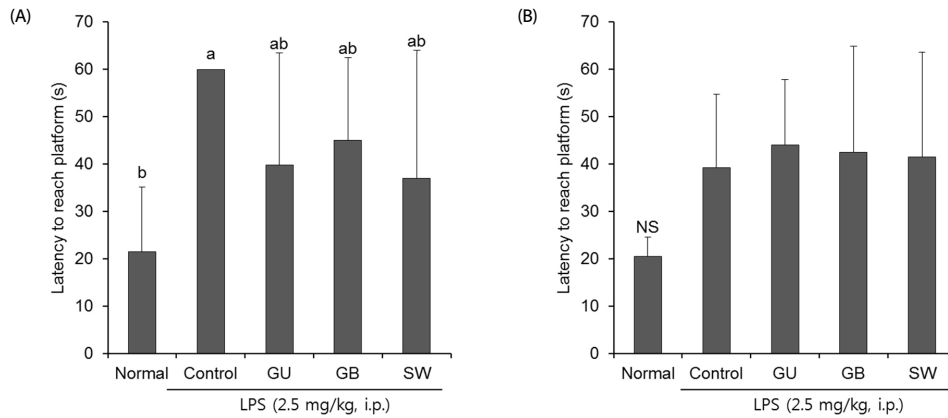 (A)
70
60
50
40
30
20
10
0
Latency to reach platform (s)
b
a
ab
ab
ab
Normal Control GU GB SW
LPS (2.5 mg/kg, i.p.)
(B)
70
60
50
40
30
20
10
0
Latency to reach platform (s)
NS
Normal Control GU GB SW
LPS (2.5 mg/kg, i.p.)